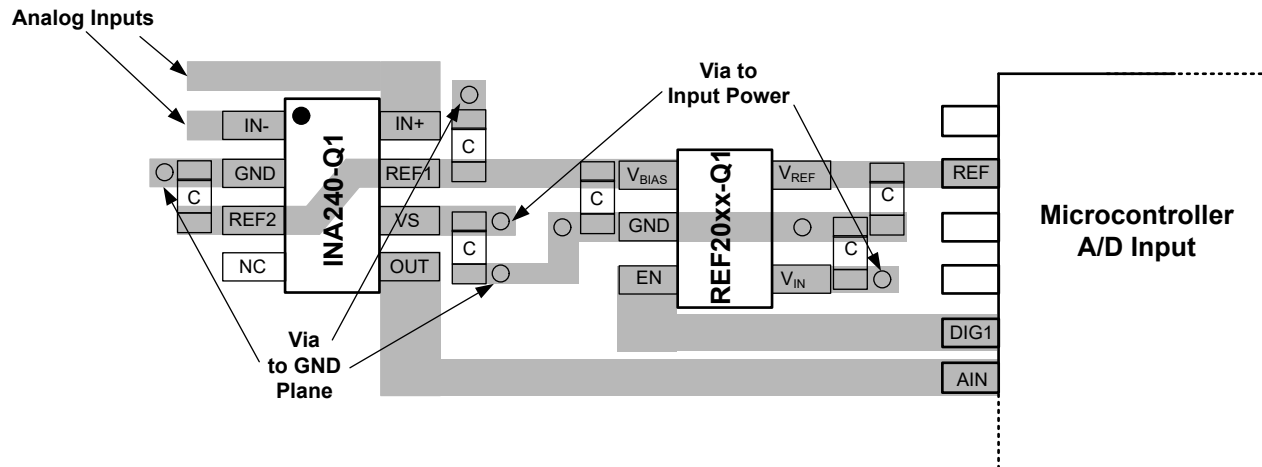 Analog Inputs
Via to
Input Power
IN-
IN+
GND
REF1
REF2
VS
NC
OUT
INA240-Q1
C
C
C
C
C
C
VBIAS
VREF
GND
EN
VIN
REF20xx-Q1
REF
DIG1
AIN
Microcontroller
A/D Input
Via
to GND
Plane